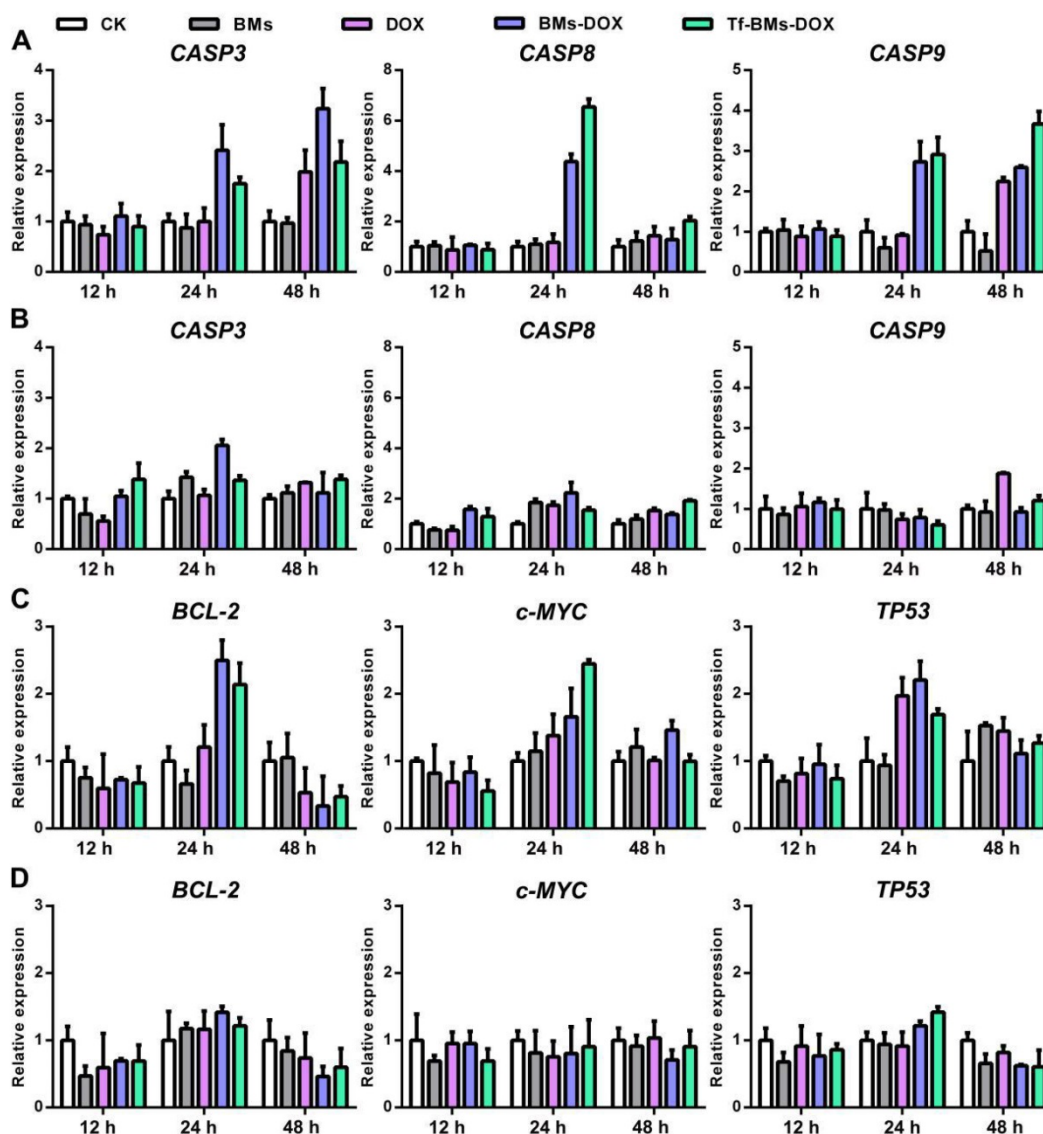 CK BMs DOX BMs-DOX Tf-BMs-DOX
A
CASP3 CASP8 CASP9
Relative expression Relative expression Relative expression
4 8 5
3 6 4
2 4 3
1 2 2
0 0 1
0
12 h 24 h 48 h 12 h 24 h 48 h 12 h 24 h 48 h
B
CASP3 CASP8 CASP9
Relative expression Relative expression Relative expression
4 8 5
3 6 4
2 4 3
1 2 2
0 0 1
0
12 h 24 h 48 h 12 h 24 h 48 h 12 h 24 h 48 h
C
BCL-2 c-MYC TP53
Relative expression Relative expression Relative expression
3 3 3
2 2 2
1 1 1
0 0 0
12 h 24 h 48 h 12 h 24 h 48 h 12 h 24 h 48 h
D
BCL-2 c-MYC TP53
Relative expression Relative expression Relative expression
3 3 3
2 2 2
1 1 1
0 0 0
12 h 24 h 48 h 12 h 24 h 48 h 12 h 24 h 48 h